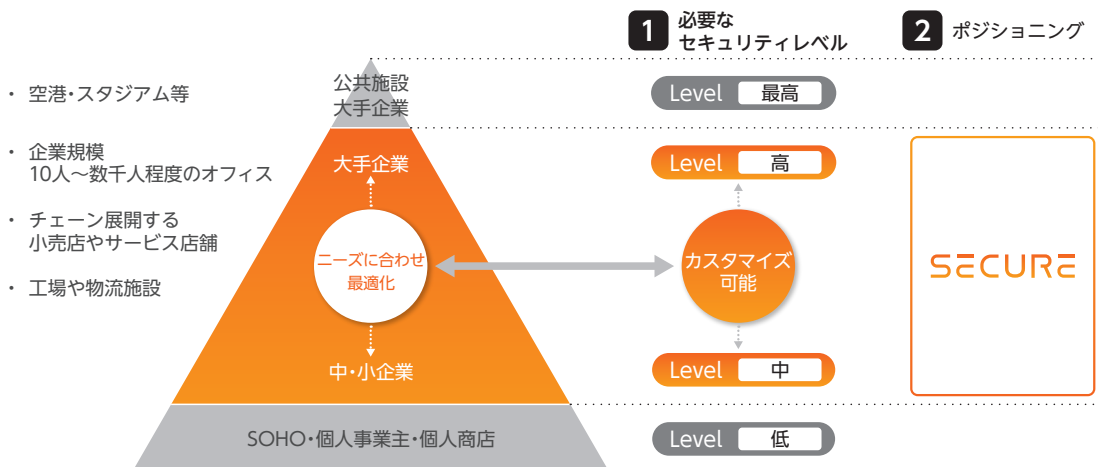 1 必要な
セキュリティレベル
2 ポジショニング
・ 空港・スタジアム等
公共施設
大手企業
Level 最高
・ 企業規模
10人〜数千人程度のオフィス
大手企業
Level 高
・ チェーン展開する
小売店やサービス店舗
ニーズに合わせ
最適化
カスタマイズ
可能
SECURE
・ 工場や物流施設
中・小企業
Level 中
SOHO・個人事業主・個人商店
Level 低